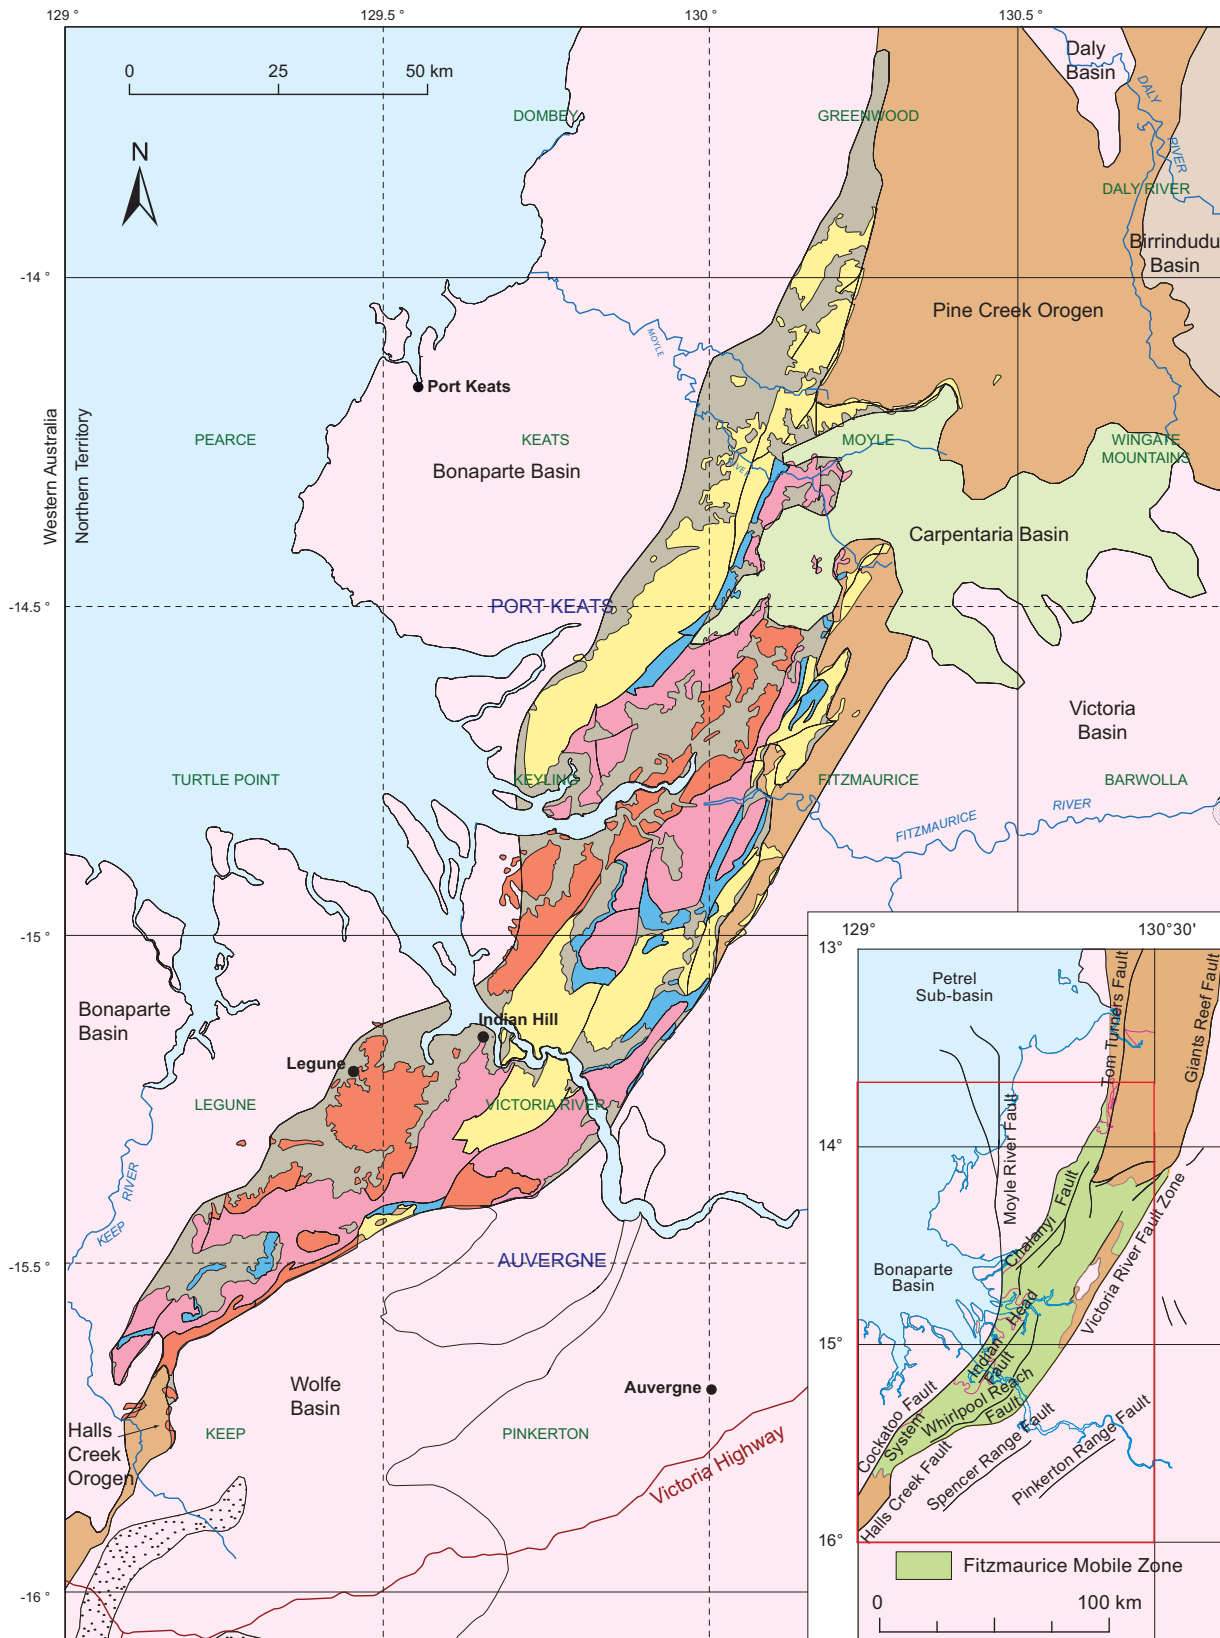 129 °
129.5 °
130 °
130.5 °
0
25
50 km
N
Daly
Basin
DALY
RIVER
DOMBEY
GREENWOOD
DALY RIVER
Birrindudu
Basin
-14 °
Pine Creek Orogen
MOYLE
Port Keats
Western Australia
Northern Territory
PEARCE
KEATS
MOYLE
WINGATE
MOUNTAINS
Bonaparte Basin
RIVER
Carpentaria Basin
-14.5 °
PORT KEATS
Victoria
Basin
TURTLE POINT
KEYLING
FITZMAURICE
BARWOLLA
FITZMAURICE
RIVER
-15 °
Bonaparte
Basin
Indian Hill
Legune
LEGUNE
VICTORIA RIVER
KEEP
RIVER
-15.5 °
AUVERGNE
Wolfe
Basin
Auvergne
Halls
Creek
Orogen
KEEP
PINKERTON
Victoria Highway
-16 °
129°
130°30'
13°
Petrel
Sub-basin
Tom Turners Fault
Giants Reef Fault
14°
Moyle River Fault
Chalanyl Fault
Victoria River Fault Zone
Bonaparte
Basin
15°
Indian Head
Fault
Whirlpool Reach
Fault
Cockatoo Fault
System
Halls Creek Fault
Spencer Range Fault
Pinkerton Range Fault
16°
Fitzmaurice Mobile Zone
0
100 km